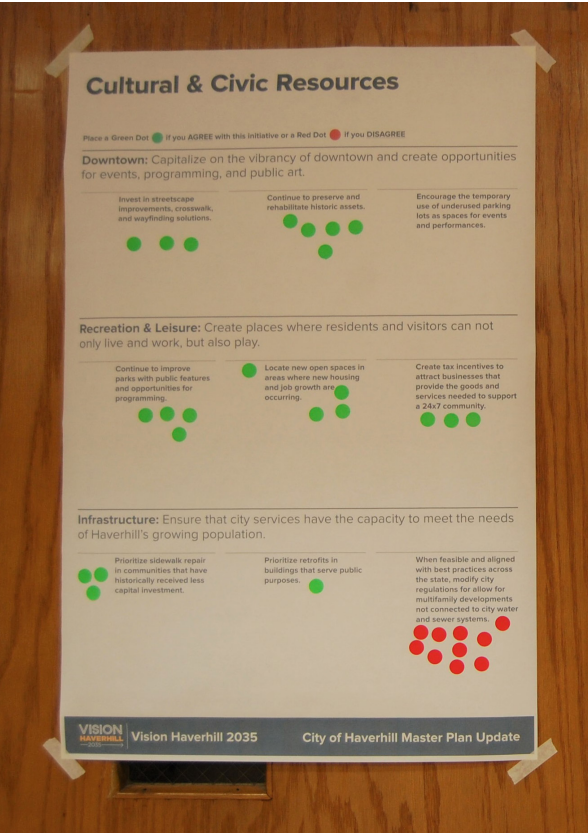 Cultural & Civic Resources
Place a Green Dot if you AGREE with this initiative or a Red Dot if you DISAGREE
Downtown: Capitalize on the vibrancy of downtown and create opportunities
for events, programming, and public art.
Invest in streetscape
improvements, crosswalk,
and wayfinding solutions.
Continue to preserve and
rehabilitate historic assets.
Encourage the temporary
use of underused parking
lots as spaces for events
and performances.
Recreation & Leisure: Create places where residents and visitors can not
only live and work, but also play.
Continue to improve
parks with public features
and opportunities for
programming.
Locate new open spaces in
areas where new housing
and job growth are
occurring.
Create tax incentives to
attract businesses that
provide the goods and
services needed to support
a 24x7 community.
Infrastructure: Ensure that city services have the capacity to meet the needs
of Haverhill's growing population.
Prioritize sidewalk repair
in communities that have
historically received less
capital investment.
Prioritize retrofits in
buildings that serve public
purposes.
When feasible and aligned
with best practices across
the state, modify city
regulations for allow for
multifamily developments
not connected to city water
and sewer systems.
VISION
HAVERHILL
2035
Vision Haverhill 2035
City of Haverhill Master Plan Update